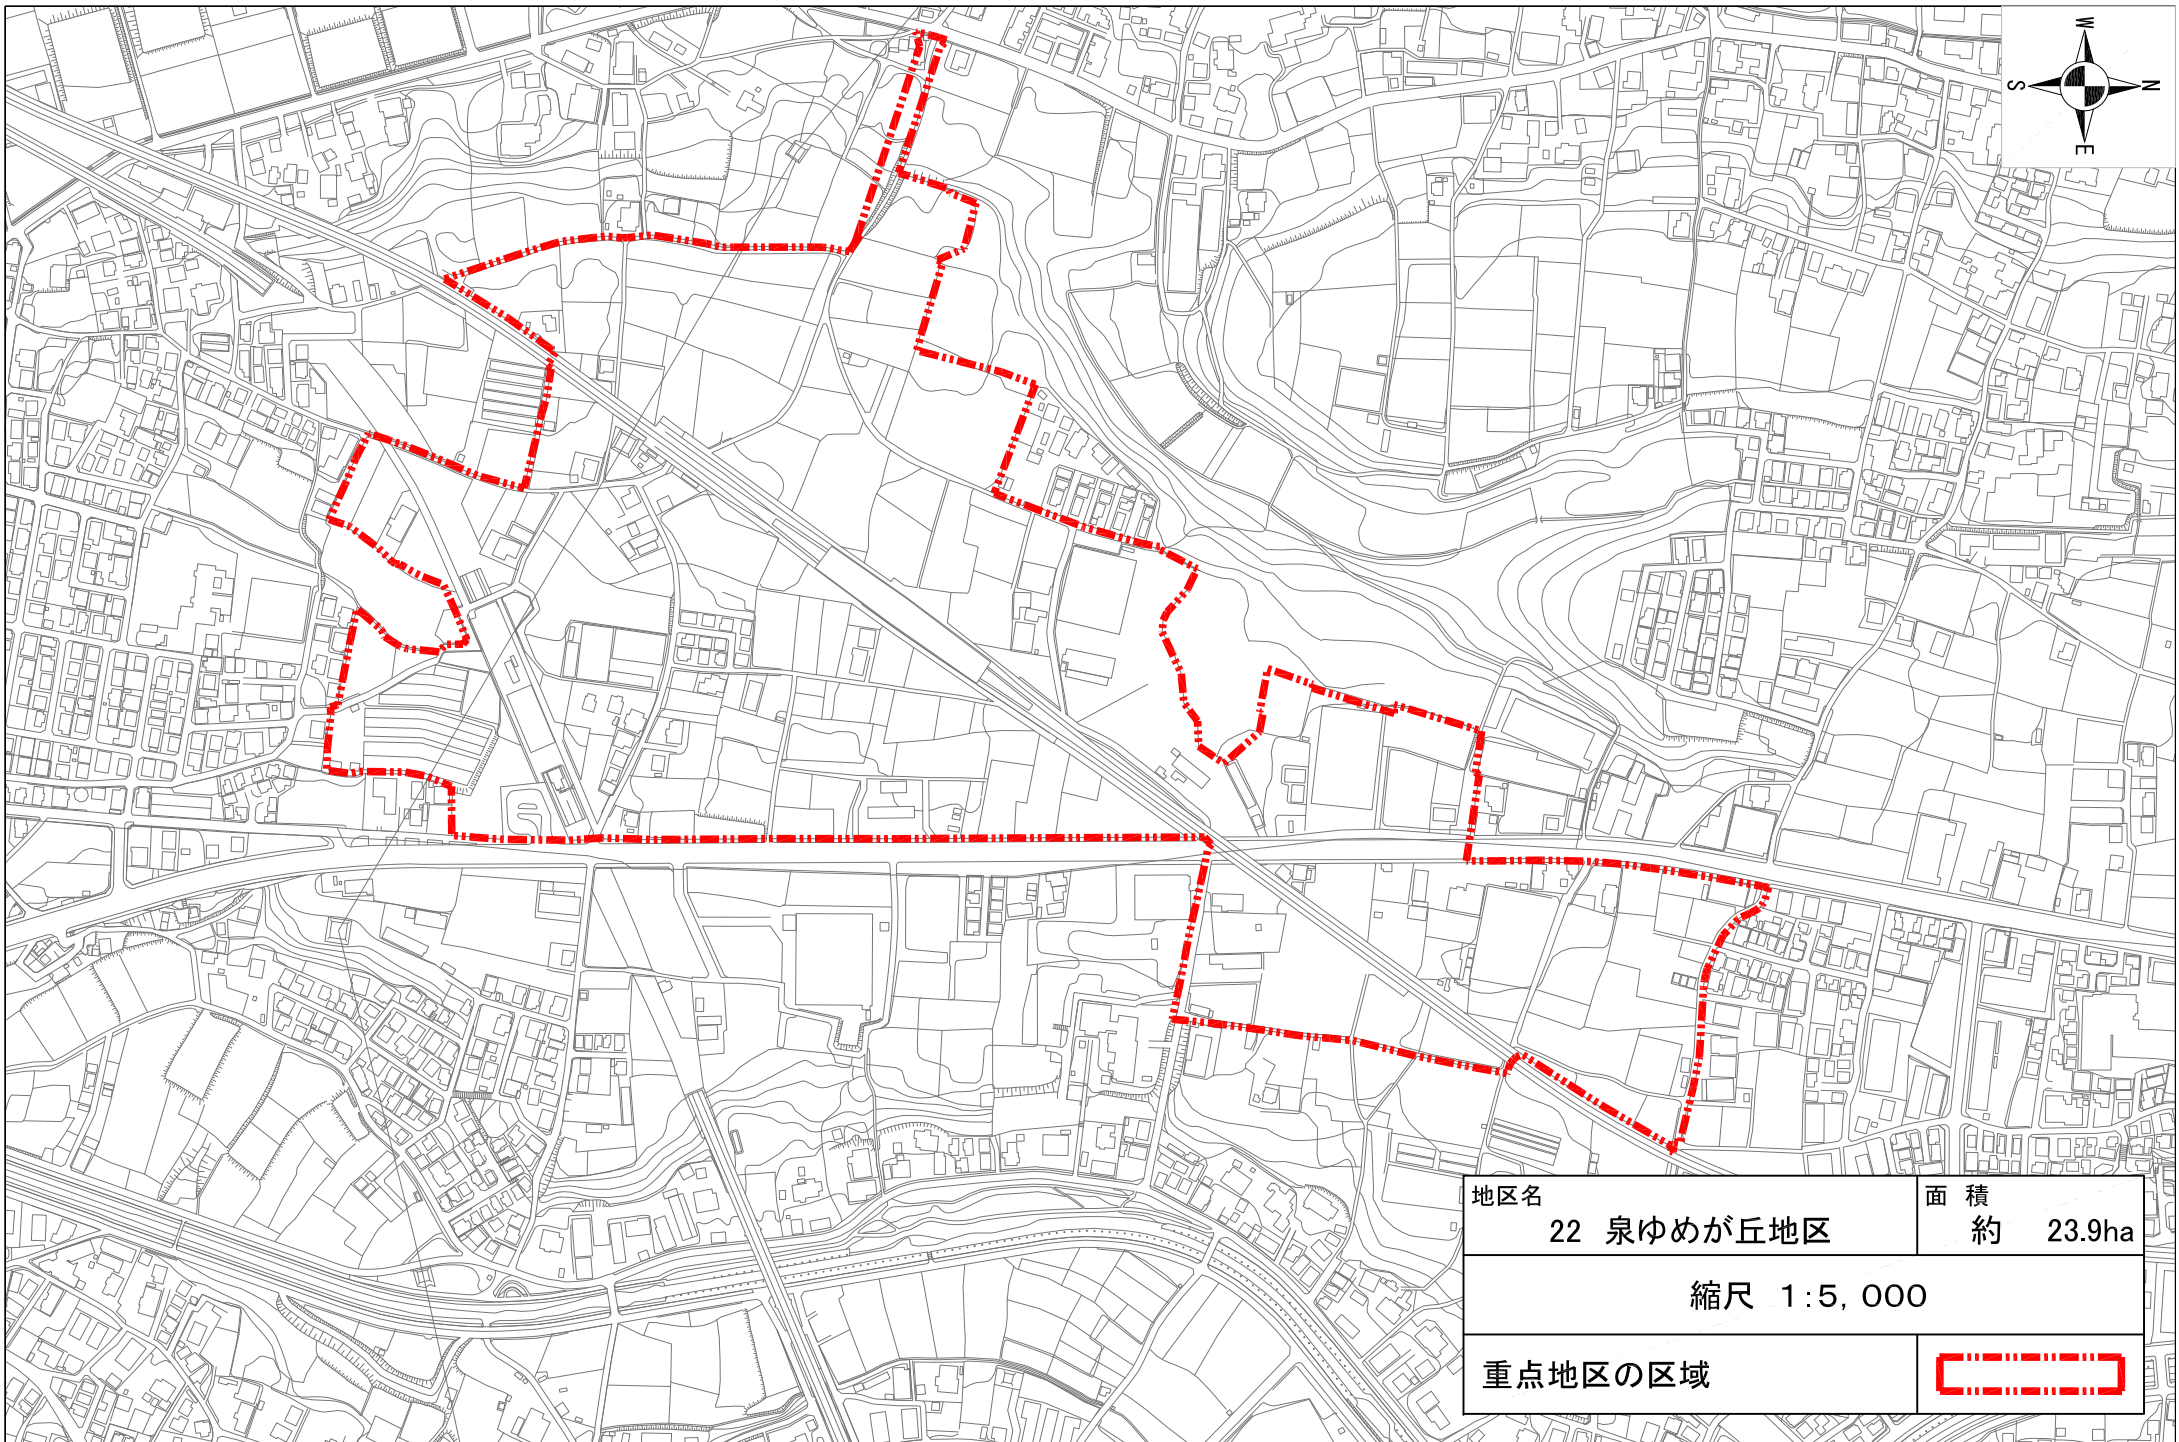 W
S N
E
地区名
22 泉ゆめが丘地区
面 積
約 23.9ha
縮尺 1:5,000
重点地区の区域